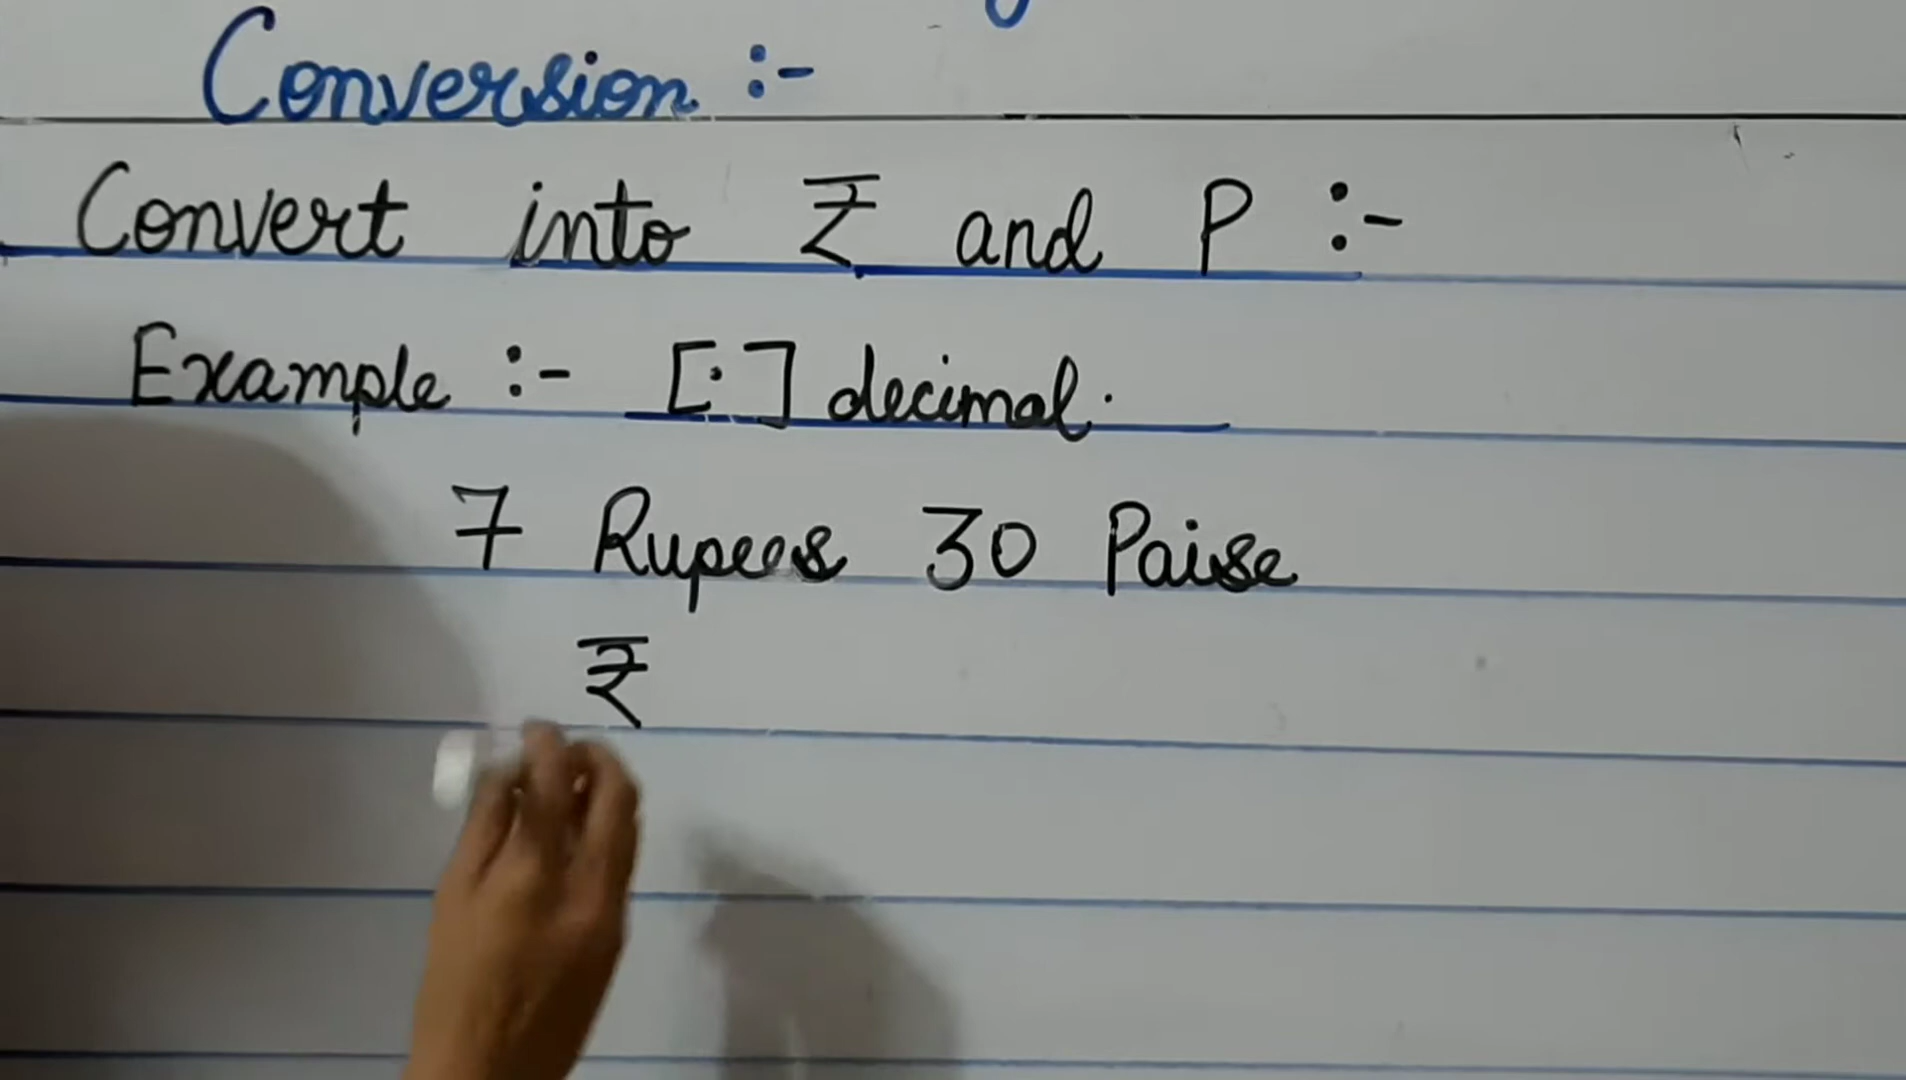 Conversion :-
Convert into ₹ and P :-
Example :- [.] decimal.
7 Rupees 30 Paise
₹